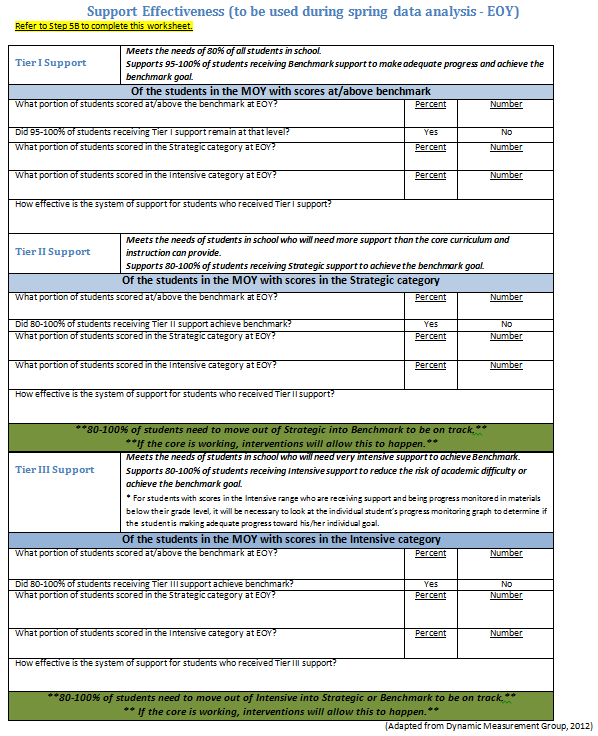 Support Effectiveness (to be used during spring data analysis - EOY)
Refer to Step 5B to complete this worksheet.
Tier I Support
Meets the needs of 80% of all students in school.
Supports 95-100% of students receiving Benchmark support to make adequate progress and achieve the
benchmark goal.
Of the students in the MOY with scores at/above benchmark
What portion of students scored at/above the benchmark at EOY? Percent Number
Did 95-100% of students receiving Tier I support remain at that level? Yes No
What portion of students scored in the Strategic category at EOY? Percent Number
What portion of students scored in the Intensive category at EOY? Percent Number
How effective is the system of support for students who received Tier I support?
Tier II Support
Meets the needs of students in school who will need more support than the core curriculum and
instruction can provide.
Supports 80-100% of students receiving Strategic support to achieve the benchmark goal.
Of the students in the MOY with scores in the Strategic category
What portion of students scored at/above the benchmark at EOY? Percent Number
Did 80-100% of students receiving Tier II support achieve benchmark? Yes No
What portion of students scored in the Strategic category at EOY? Percent Number
What portion of students scored in the Intensive category at EOY? Percent Number
How effective is the system of support for students who received Tier II support?
**80-100% of students need to move out of Strategic into Benchmark to be on track.**
**If the core is working, interventions will allow this to happen.**
Tier III Support
Meets the needs of students in school who will need very intensive support to achieve Benchmark.
Supports 80-100% of students receiving Intensive support to reduce the risk of academic difficulty or
achieve the benchmark goal.
* For students with scores in the Intensive range who are receiving support and being progress monitored in materials
below their grade level, it will be necessary to look at the individual student's progress monitoring graph to determine if
the student is making adequate progress toward his/her individual goal.
Of the students in the MOY with scores in the Intensive category
What portion of students scored at/above the benchmark at EOY? Percent Number
Did 80-100% of students receiving Tier III support achieve benchmark? Yes No
What portion of students scored in the Strategic category at EOY? Percent Number
What portion of students scored in the Intensive category at EOY? Percent Number
How effective is the system of support for students who received Tier III support?
**80-100% of students need to move out of Intensive into Strategic or Benchmark to be on track.**
** If the core is working, interventions will allow this to happen.**
(Adapted from Dynamic Measurement Group, 2012)